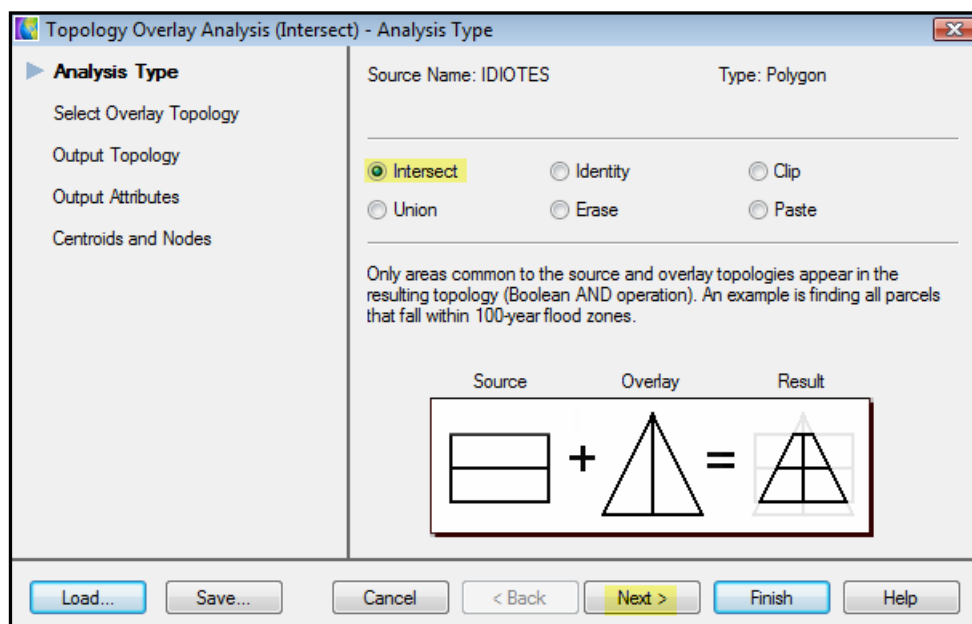 Topology Overlay Analysis (Intersect) - Analysis Type
Analysis Type
Select Overlay Topology
Output Topology
Output Attributes
Centroids and Nodes
Source Name: IDIOTES Type: Polygon
Intersect Identity Clip
Union Erase Paste
Only areas common to the source and overlay topologies appear in the
resulting topology (Boolean AND operation). An example is finding all parcels
that fall within 100-year flood zones.
Source Overlay Result
+ =
Load... Save... Cancel < Back Next > Finish Help